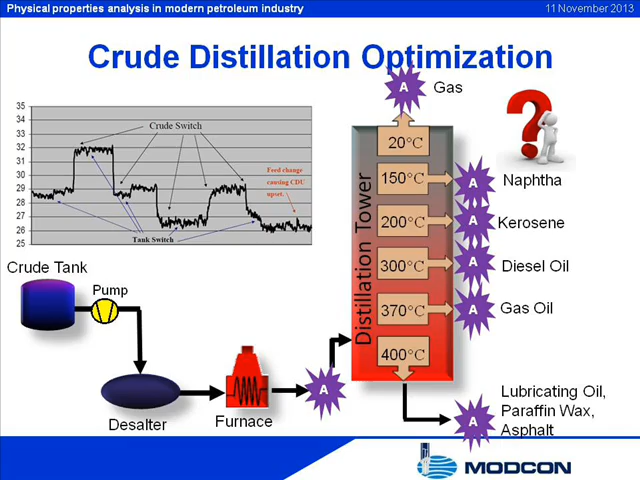 Physical properties analysis in modern petroleum industry
11 November 2013
Crude Distillation Optimization
35
34
33
32
31
30
29
28
27
26
25
Crude Switch
Feed change
causing CDU
upset.
Tank Switch
A
Gas
Distillation Tower
20°C
150°C
A
Naphtha
200°C
A
Kerosene
300°C
A
Diesel Oil
370°C
A
Gas Oil
400°C
Crude Tank
Pump
Desalter
Furnace
A
A
Lubricating Oil,
Paraffin Wax,
Asphalt
MODCON